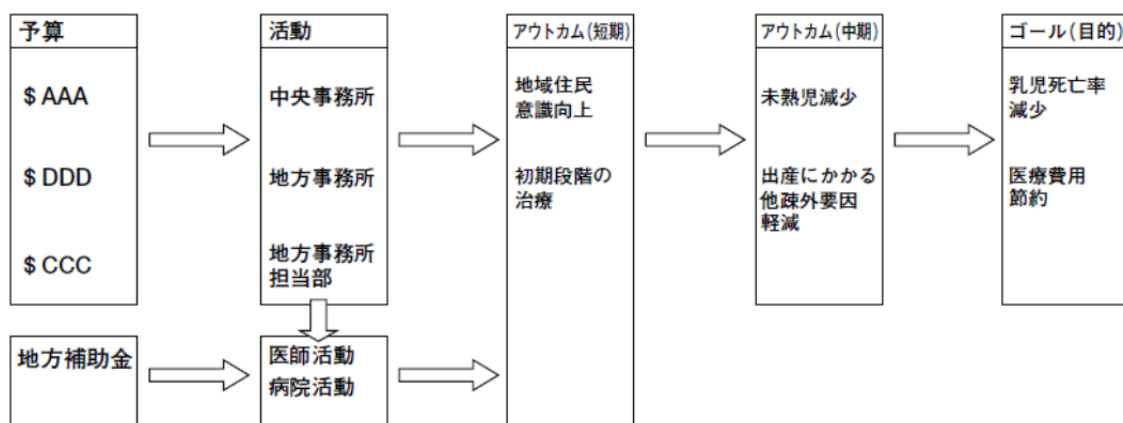 予算
$ AAA
$ DDD
$ CCC
地方補助金
活動
中央事務所
地方事務所
地方事務所
担当部
医師活動
病院活動
アウトカム(短期)
地域住民
意識向上
初期段階の
治療
アウトカム(中期)
未熟児減少
出産にかかる
他疎外要因
軽減
ゴール(目的)
乳児死亡率
減少
医療費用
節約